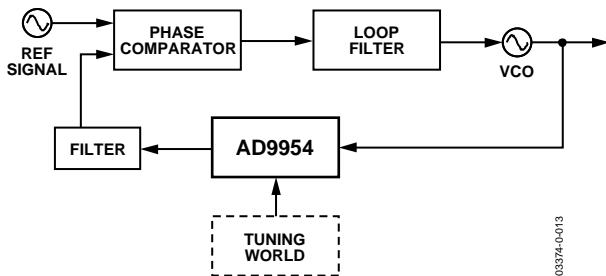 REF
SIGNAL
PHASE
COMPARATOR
LOOP
FILTER
VCO
FILTER
AD9954
TUNING
WORLD
03374-0-013